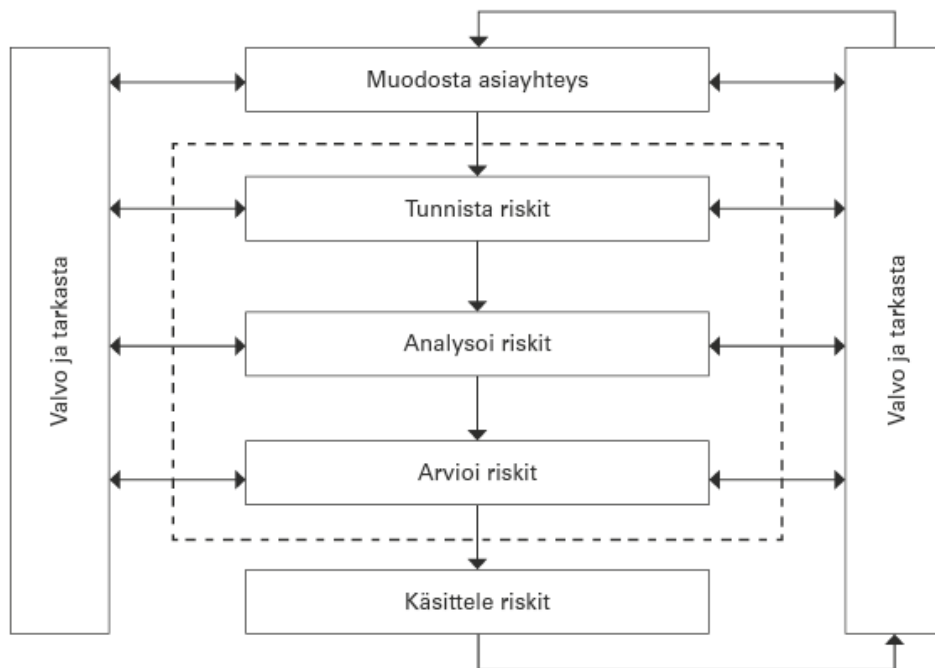 Muodosta asiayhteys
Valvo ja tarkasta
Tunnista riskit
Analysoi riskit
Arvioi riskit
Käsittele riskit
Valvo ja tarkasta